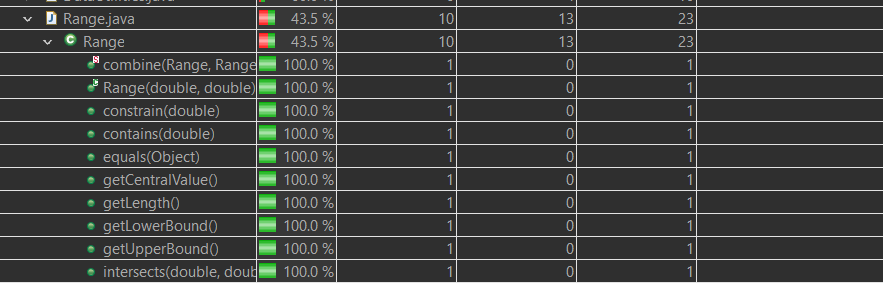 Range.java 43.5 % 10 13 23
Range 43.5 % 10 13 23
combine(Range, Range 100.0 % 1 0 1
Range(double, double) 100.0 % 1 0 1
constrain(double) 100.0 % 1 0 1
contains(double) 100.0 % 1 0 1
equals(Object) 100.0 % 1 0 1
getCentralValue() 100.0 % 1 0 1
getLength() 100.0 % 1 0 1
getLowerBound() 100.0 % 1 0 1
getUpperBound() 100.0 % 1 0 1
intersects(double, doub 100.0 % 1 0 1